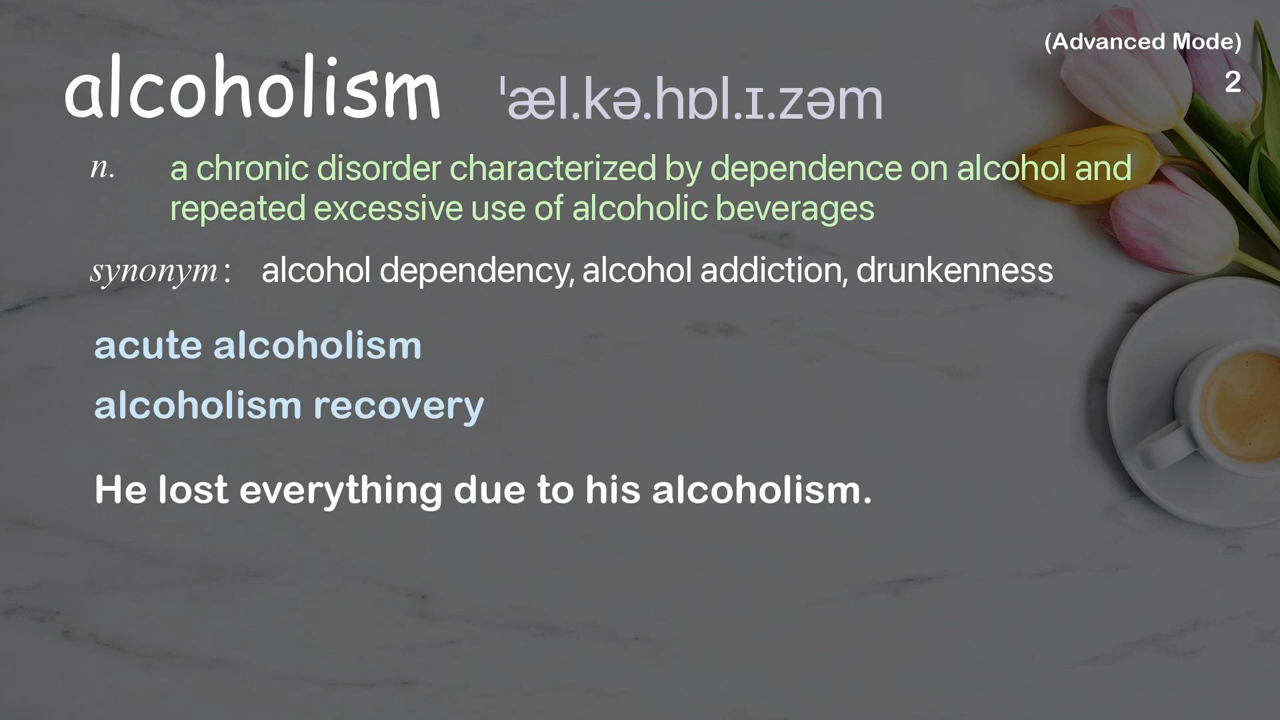 (Advanced Mode)
2
alcoholism ˈæl.kə.hɒl.ɪ.zəm
n. a chronic disorder characterized by dependence on alcohol and
repeated excessive use of alcoholic beverages
synonym: alcohol dependency, alcohol addiction, drunkenness
acute alcoholism
alcoholism recovery
He lost everything due to his alcoholism.